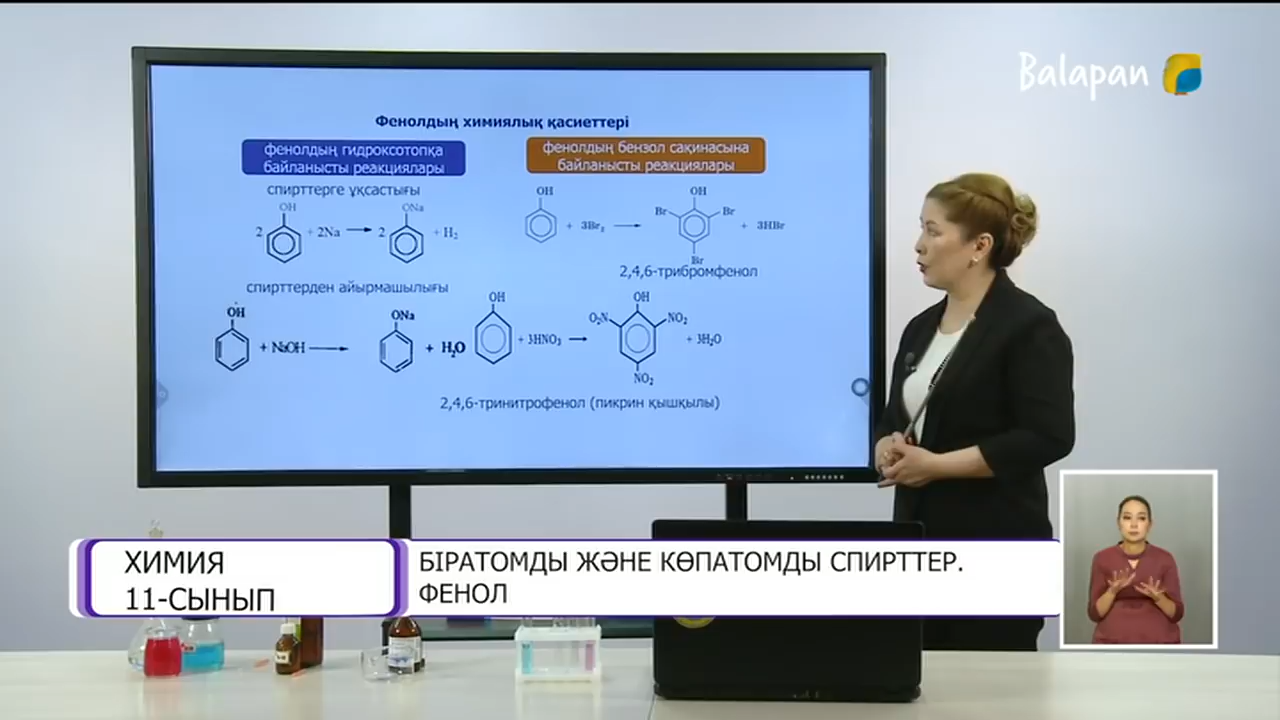 Balapan
Фенолдың химиялық қасиеттері
фенолдың гидроксотопқа
байланысты реакциялары
фенолдың бензол сақинасына
байланысты реакциялары
спирттерге ұқсастығы
OH
ONa
2 + 2Na → 2 + H₂
OH
OH
Br
Br
+ 3Br₂ → + 3HBr
Br
2,4,6-трибромфенол
спирттерден айырмашылығы
OH
ONa
+ NaOH → + H₂O
OH
OH
O₂N
NO₂
+ 3HNO₃ → + 3H₂O
NO₂
2,4,6-тринитрофенол (пикрин қышқылы)
ХИМИЯ
11-СЫНЫП
БІРАТОМДЫ ЖӘНЕ КӨПАТОМДЫ СПИРТТЕР.
ФЕНОЛ